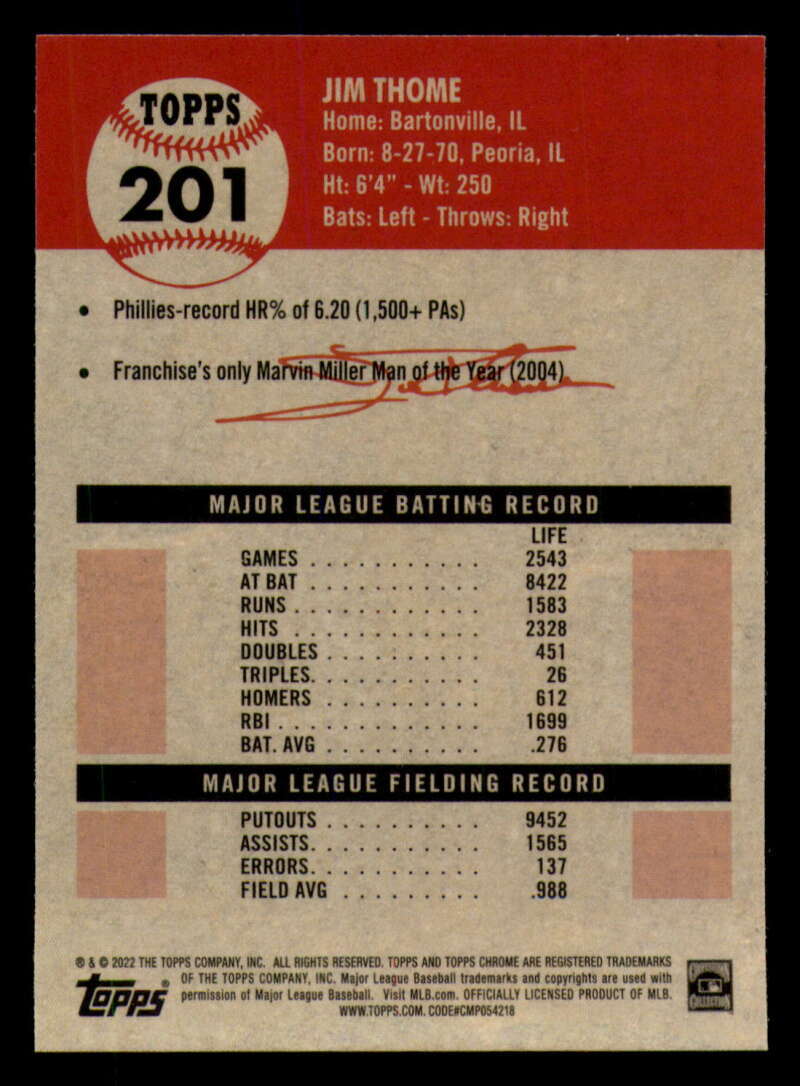 TOPPS
201
JIM THOME
Home: Bartonville, IL
Born: 8-27-70, Peoria, IL
Ht: 6'4" - Wt: 250
Bats: Left - Throws: Right
• Phillies-record HR% of 6.20 (1,500+ PAs)
• Franchise's only Marvin Miller Man of the Year (2004)
MAJOR LEAGUE BATTING RECORD
LIFE
GAMES . . . . . . . . . . . 2543
AT BAT . . . . . . . . . . . 8422
RUNS . . . . . . . . . . . . 1583
HITS . . . . . . . . . . . . 2328
DOUBLES . . . . . . . . . . 451
TRIPLES. . . . . . . . . . . 26
HOMERS . . . . . . . . . . 612
RBI . . . . . . . . . . . . . 1699
BAT. AVG . . . . . . . . . . .276
MAJOR LEAGUE FIELDING RECORD
PUTOUTS . . . . . . . . . . 9452
ASSISTS. . . . . . . . . . . 1565
ERRORS. . . . . . . . . . . 137
FIELD AVG . . . . . . . . . .988
® & © 2022 THE TOPPS COMPANY, INC. ALL RIGHTS RESERVED. TOPPS AND TOPPS CHROME ARE REGISTERED TRADEMARKS
OF THE TOPPS COMPANY, INC. Major League Baseball trademarks and copyrights are used with
permission of Major League Baseball. Visit MLB.com. OFFICIALLY LICENSED PRODUCT OF MLB.
WWW.TOPPS.COM. CODE#CMP054218
topps®